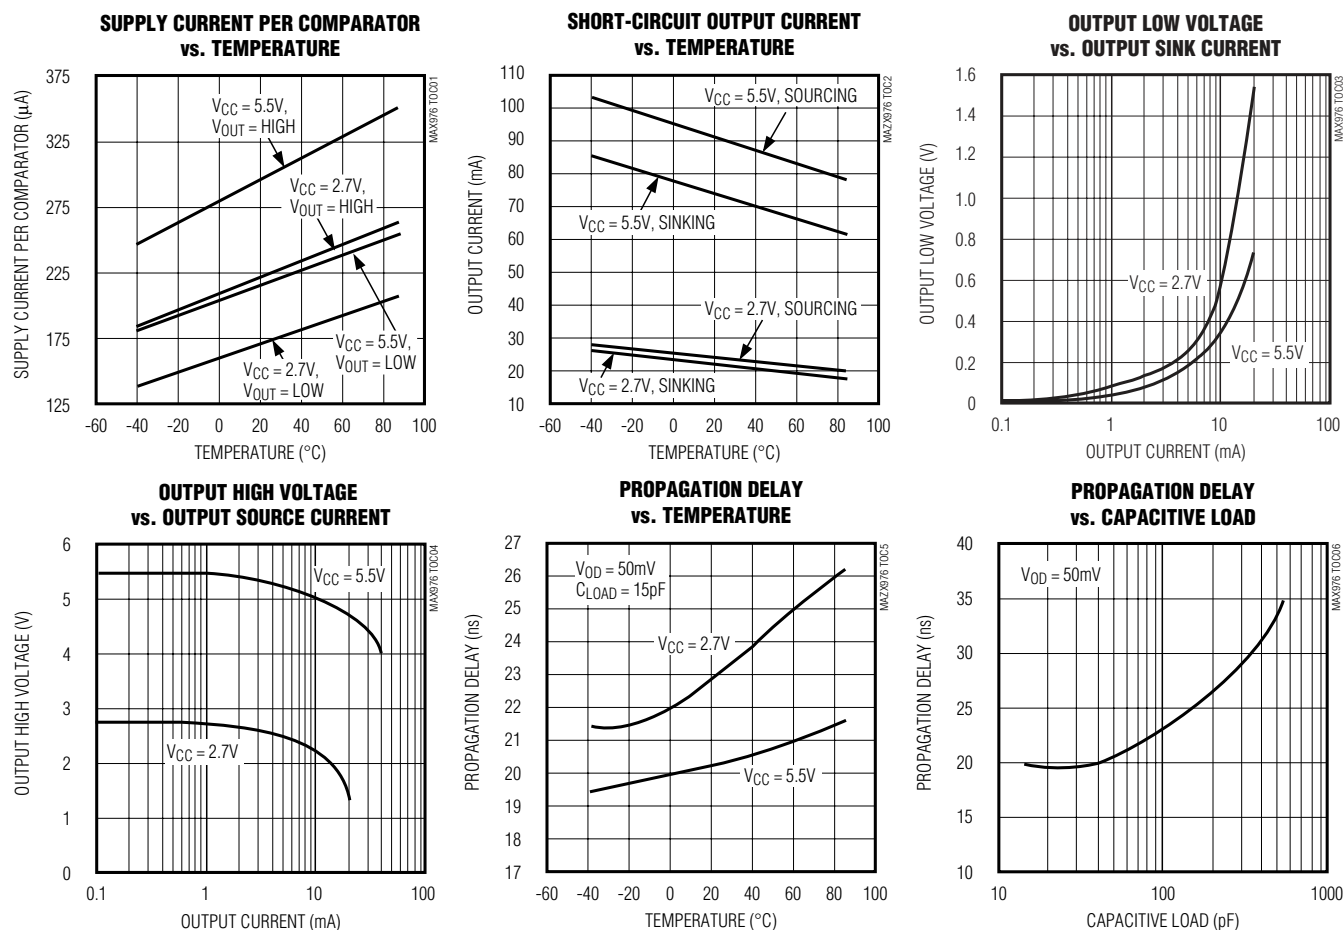 SUPPLY CURRENT PER COMPARATOR
vs. TEMPERATURE
SUPPLY CURRENT PER COMPARATOR (µA)
375
325
275
225
175
125
VCC = 5.5V,
VOUT = HIGH
VCC = 2.7V,
VOUT = HIGH
VCC = 5.5V,
VOUT = LOW
VCC = 2.7V,
VOUT = LOW
-60 -40 -20 0 20 40 60 80 100
TEMPERATURE (°C)
MAX976 TOC01
SHORT-CIRCUIT OUTPUT CURRENT
vs. TEMPERATURE
OUTPUT CURRENT (mA)
110
100
90
80
70
60
50
40
30
20
10
VCC = 5.5V, SOURCING
VCC = 5.5V, SINKING
VCC = 2.7V, SOURCING
VCC = 2.7V, SINKING
-60 -40 -20 0 20 40 60 80 100
TEMPERATURE (°C)
MAZX976 TOC2
OUTPUT LOW VOLTAGE
vs. OUTPUT SINK CURRENT
OUTPUT LOW VOLTAGE (V)
1.6
1.4
1.2
1.0
0.8
0.6
0.4
0.2
0
VCC = 2.7V
VCC = 5.5V
0.1 1 10 100
OUTPUT CURRENT (mA)
MAX976 TOC03
OUTPUT HIGH VOLTAGE
vs. OUTPUT SOURCE CURRENT
OUTPUT HIGH VOLTAGE (V)
6
5
4
3
2
1
0
VCC = 5.5V
VCC = 2.7V
0.1 1 10 100
OUTPUT CURRENT (mA)
MAX976 TOC04
PROPAGATION DELAY
vs. TEMPERATURE
PROPAGATION DELAY (ns)
27
26
25
24
23
22
21
20
19
18
17
VOD = 50mV
CLOAD = 15pF
VCC = 2.7V
VCC = 5.5V
-60 -40 -20 0 20 40 60 80 100
TEMPERATURE (°C)
MAZX976 TOC5
PROPAGATION DELAY
vs. CAPACITIVE LOAD
PROPAGATION DELAY (ns)
40
35
30
25
20
15
10
VOD = 50mV
10 100 1000
CAPACITIVE LOAD (pF)
MAX976 TOC06